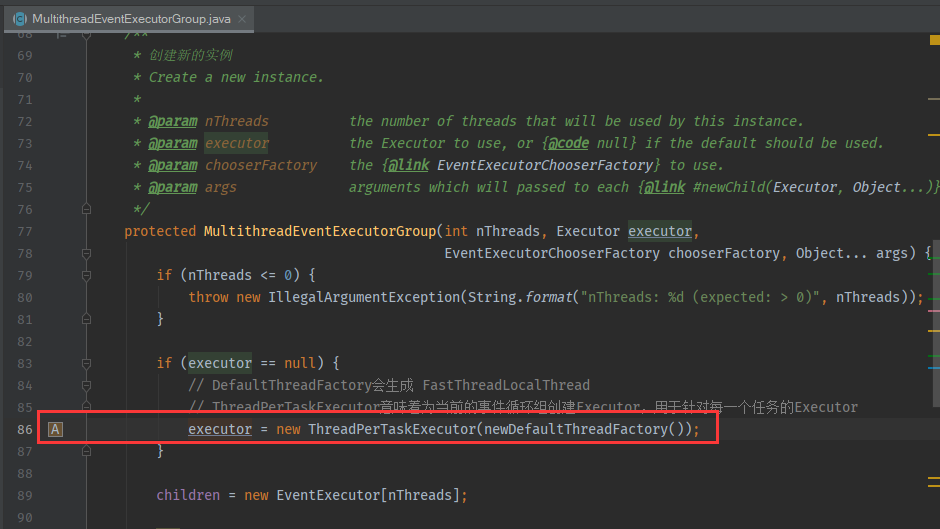 MultithreadEventExecutorGroup.java
68 /**
69 * 创建新的实例
70 * Create a new instance.
71 *
72 * @param nThreads the number of threads that will be used by this instance.
73 * @param executor the Executor to use, or {@code null} if the default should be used.
74 * @param chooserFactory the {@link EventExecutorChooserFactory} to use.
75 * @param args arguments which will passed to each {@link #newChild(Executor, Object...)}
76 */
77 protected MultithreadEventExecutorGroup(int nThreads, Executor executor,
78 EventExecutorChooserFactory chooserFactory, Object... args) {
79 if (nThreads <= 0) {
80 throw new IllegalArgumentException(String.format("nThreads: %d (expected: > 0)", nThreads));
81 }
82
83 if (executor == null) {
84 // DefaultThreadFactory会生成 FastThreadLocalThread
85 // ThreadPerTaskExecutor意味着为当前的事件循环组创建Executor，用于针对每一个任务的Executor
86 A executor = new ThreadPerTaskExecutor(newDefaultThreadFactory());
87 }
88
89 children = new EventExecutor[nThreads];
90